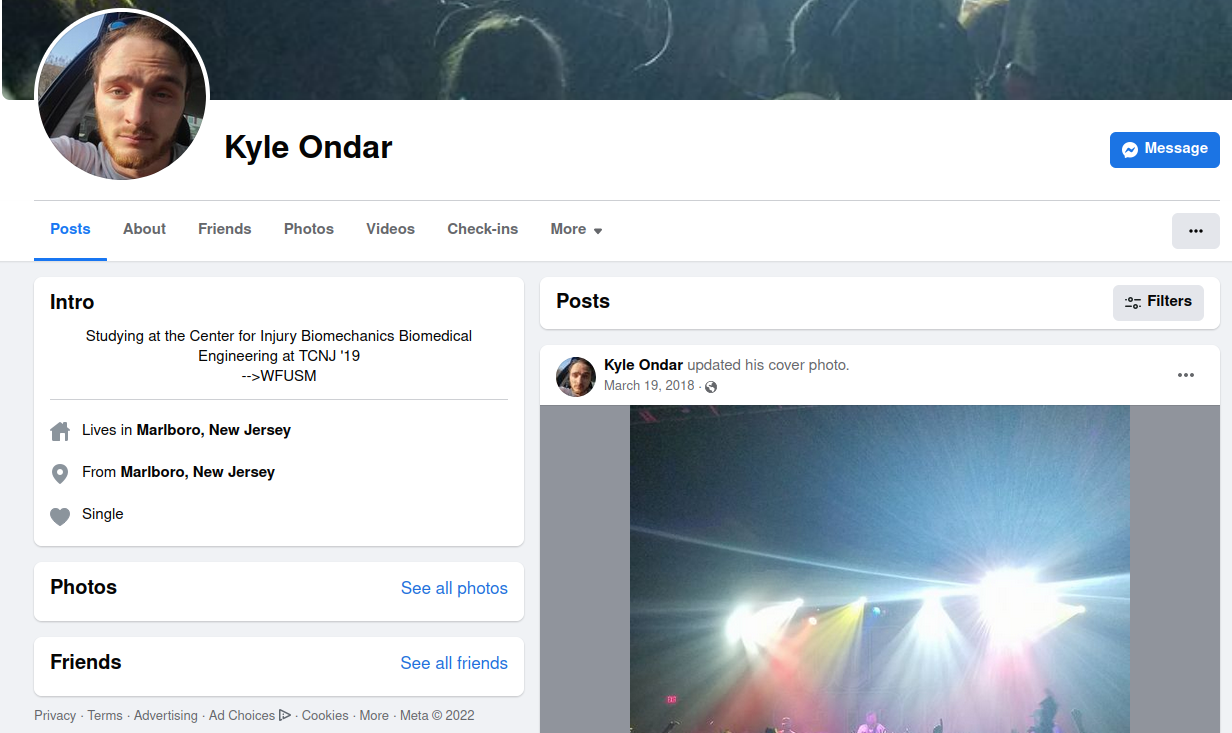 Kyle Ondar
Message
Posts
About
Friends
Photos
Videos
Check-ins
More
Intro
Studying at the Center for Injury Biomechanics Biomedical
Engineering at TCNJ '19
-->WFUSM
Lives in Marlboro, New Jersey
From Marlboro, New Jersey
Single
Photos
See all photos
Friends
See all friends
Privacy · Terms · Advertising · Ad Choices · Cookies · More · Meta © 2022
Posts
Filters
Kyle Ondar updated his cover photo.
March 19, 2018 ·